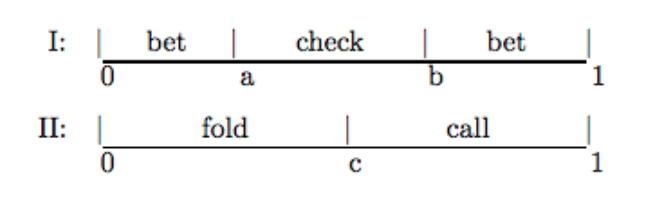 I: bet check bet
0 a b 1
II: fold call
0 c 1